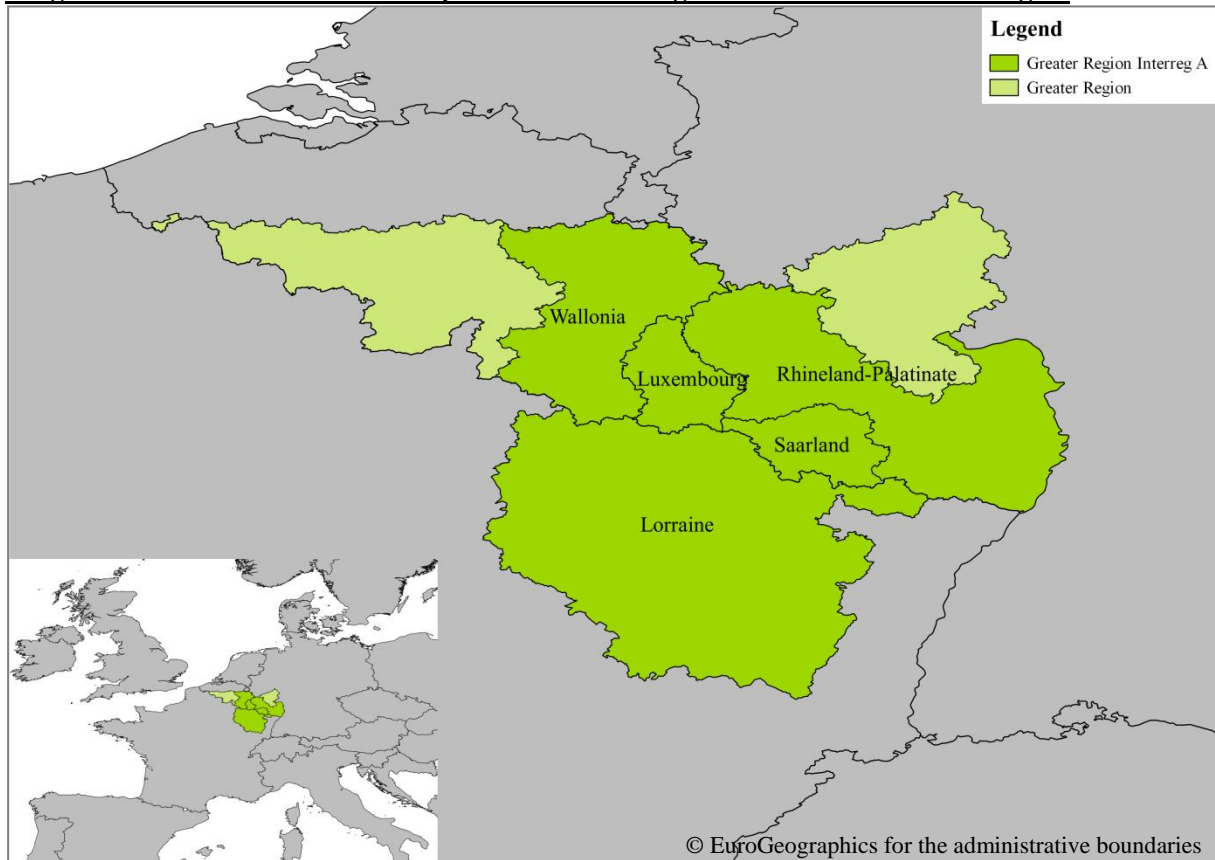 Legend
Greater Region Interreg A
Greater Region
Wallonia
Luxembourg
Rhineland-Palatinate
Saarland
Lorraine
© EuroGeographics for the administrative boundaries